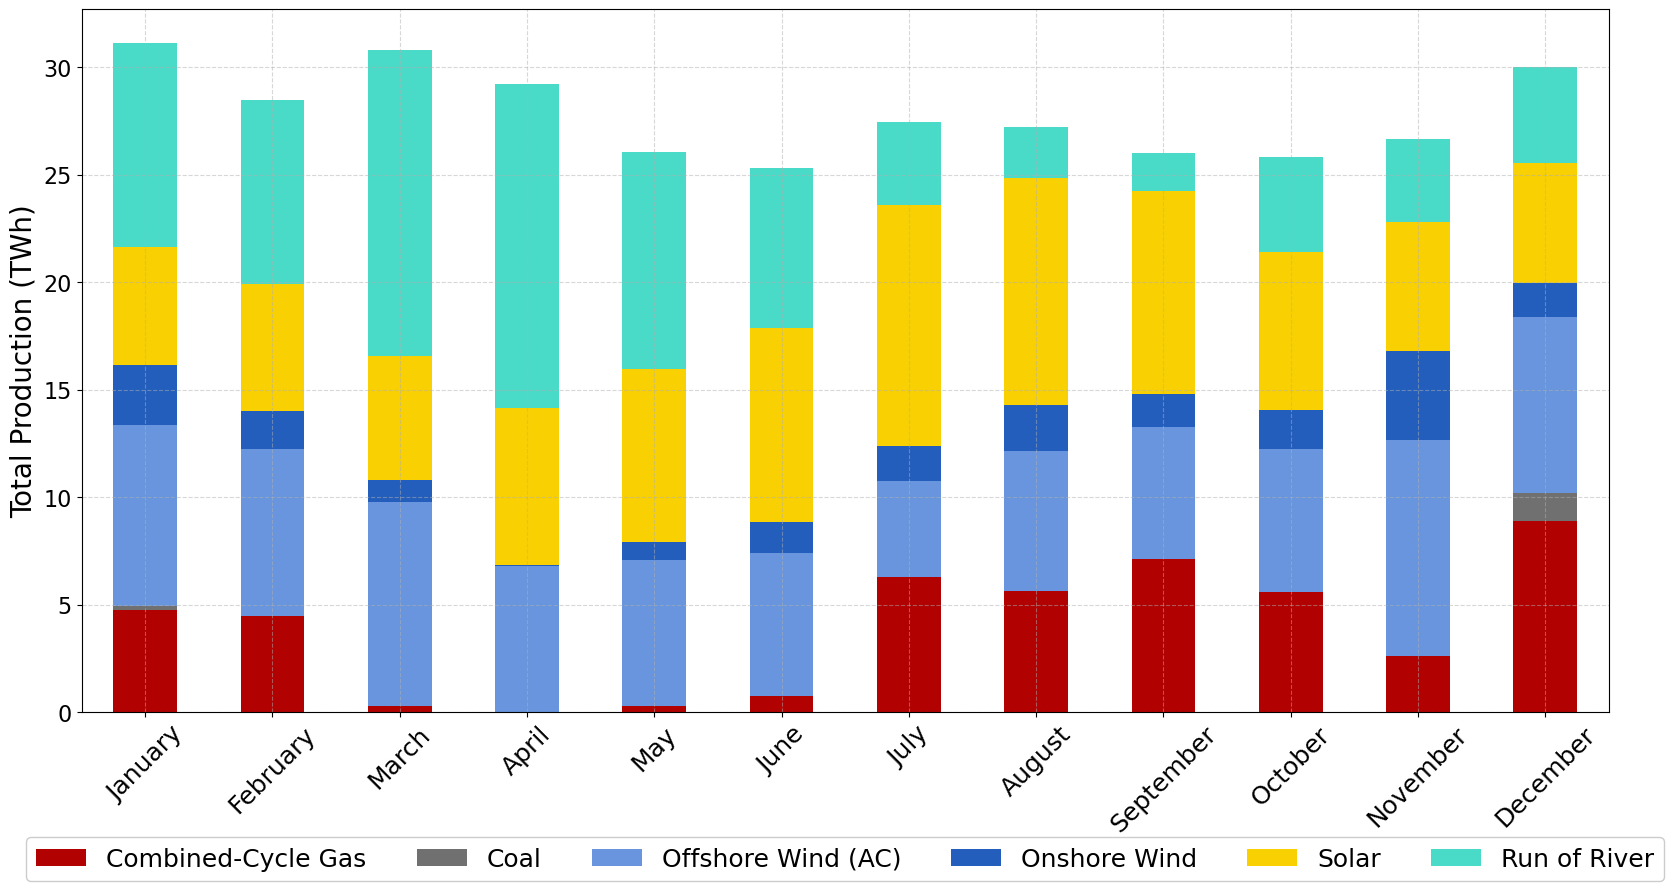 Total Production (TWh)
30
25
20
15
10
5
0
January
February
March
April
May
June
July
August
September
October
November
December
Combined-Cycle Gas
Coal
Offshore Wind (AC)
Onshore Wind
Solar
Run of River